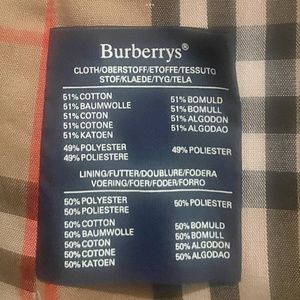 Burberrys®
CLOTH/OBERSTOFF/ETOFFE/TESSUTO
STOF/KLAEDE/TYG/TELA
51% COTTON
51% BAUMWOLLE
51% COTON
51% COTONE
51% KATOEN
51% BOMULD
51% BOMULL
51% ALGODON
51% ALGODAO
49% POLYESTER
49% POLIESTERE
49% POLIESTER
LINING/FUTTER/DOUBLURE/FODERA
VOERING/FOER/FODER/FORRO
50% POLYESTER
50% POLIESTERE
50% POLIESTER
50% COTTON
50% BAUMWOLLE
50% COTON
50% COTONE
50% KATOEN
50% BOMULD
50% BOMULL
50% ALGODON
50% ALGODAO